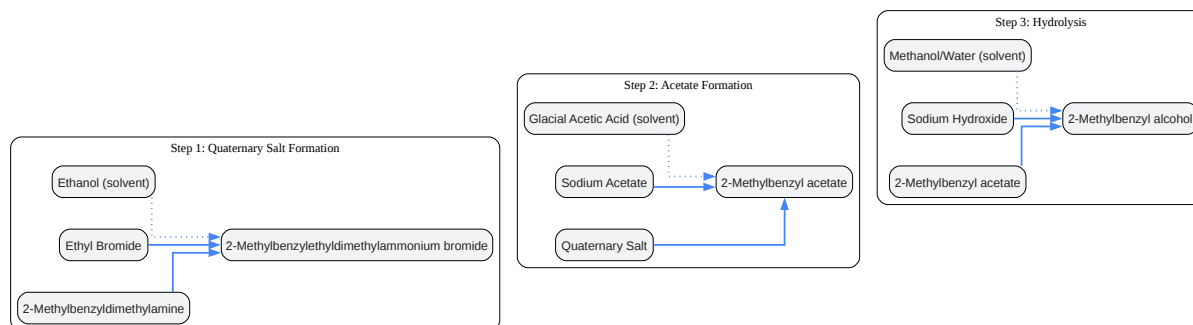 Step 1: Quaternary Salt Formation
Ethanol (solvent)
Ethyl Bromide
2-Methylbenzylethyldimethylammonium bromide
2-Methylbenzyldimethylamine
Step 2: Acetate Formation
Glacial Acetic Acid (solvent)
Sodium Acetate
2-Methylbenzyl acetate
Quaternary Salt
Step 3: Hydrolysis
Methanol/Water (solvent)
Sodium Hydroxide
2-Methylbenzyl alcohol
2-Methylbenzyl acetate